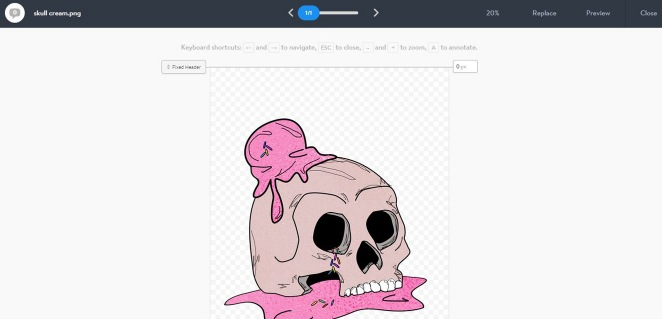 skull cream.png
1/1
20%
Replace
Preview
Close
Keyboard shortcuts: ← and → to navigate, ESC to close, - and + to zoom, A to annotate.
Fixed Header
0 px